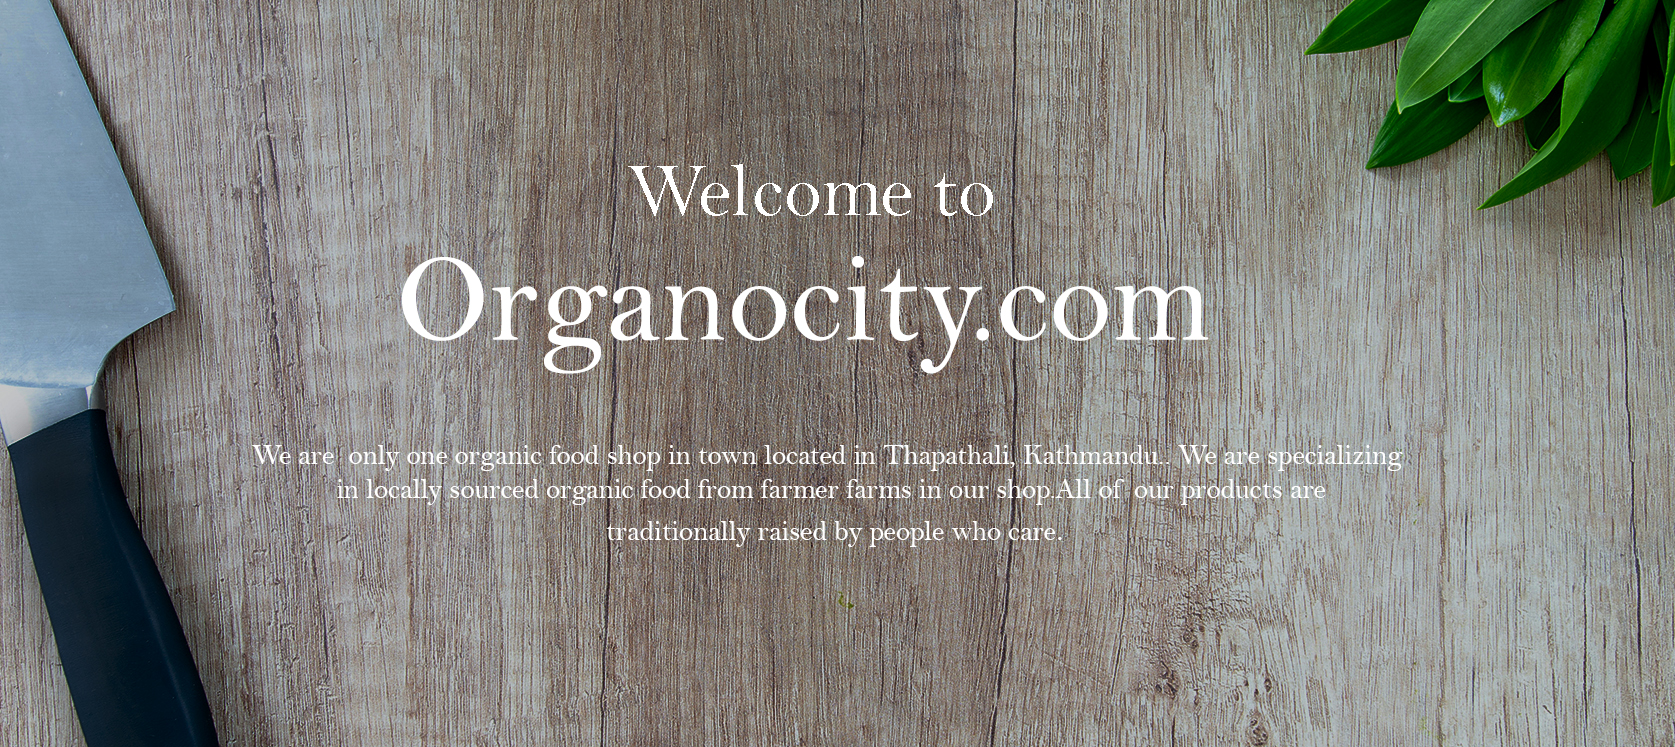 Welcome to
Organocity.com
We are only one organic food shop in town located in Thapathali, Kathmandu.. We are specializing
in locally sourced organic food from farmer farms in our shop.All of our products are
traditionally raised by people who care.